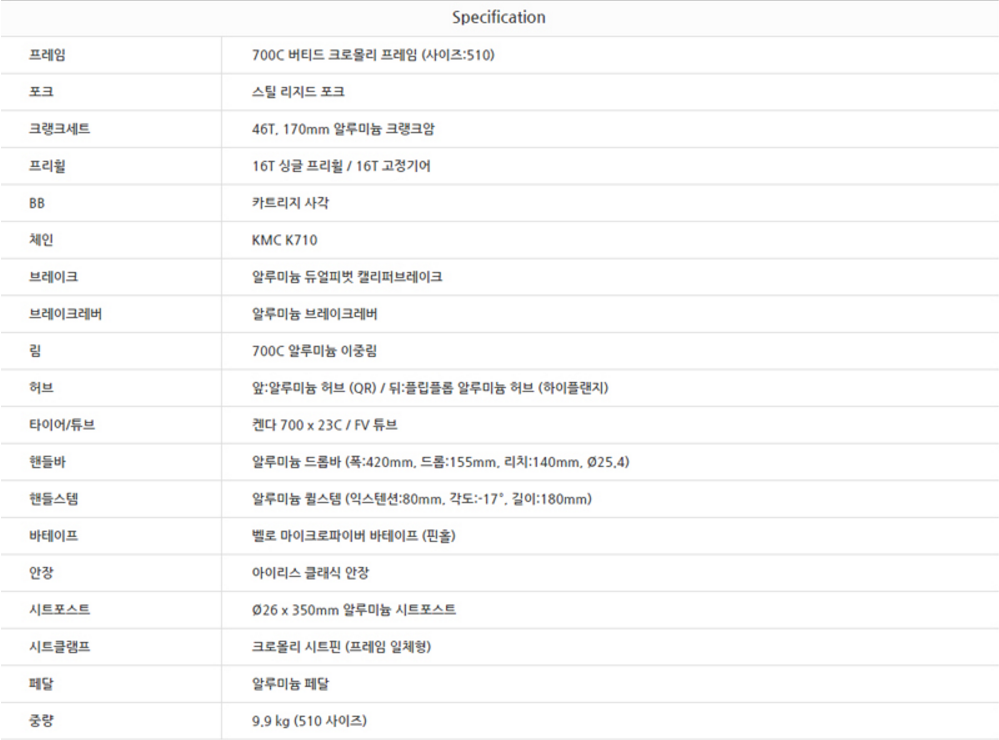 Specification
프레임 700C 버티드 크로몰리 프레임 (사이즈:510)
포크 스틸 리지드 포크
크랭크세트 46T, 170mm 알루미늄 크랭크암
프리휠 16T 싱글 프리휠 / 16T 고정기어
BB 카트리지 사각
체인 KMC K710
브레이크 알루미늄 듀얼피벗 캘리퍼브레이크
브레이크레버 알루미늄 브레이크레버
림 700C 알루미늄 이중림
허브 앞:알루미늄 허브 (QR) / 뒤:플립플롭 알루미늄 허브 (하이플랜지)
타이어/튜브 켄다 700 x 23C / FV 튜브
핸들바 알루미늄 드롭바 (폭:420mm, 드롭:155mm, 리치:140mm, Ø25.4)
핸들스템 알루미늄 퀼스템 (익스텐션:80mm, 각도:-17°, 길이:180mm)
바테이프 벨로 마이크로파이버 바테이프 (핀홀)
안장 아이리스 클래식 안장
시트포스트 Ø26 x 350mm 알루미늄 시트포스트
시트클램프 크로몰리 시트핀 (프레임 일체형)
페달 알루미늄 페달
중량 9.9 kg (510 사이즈)